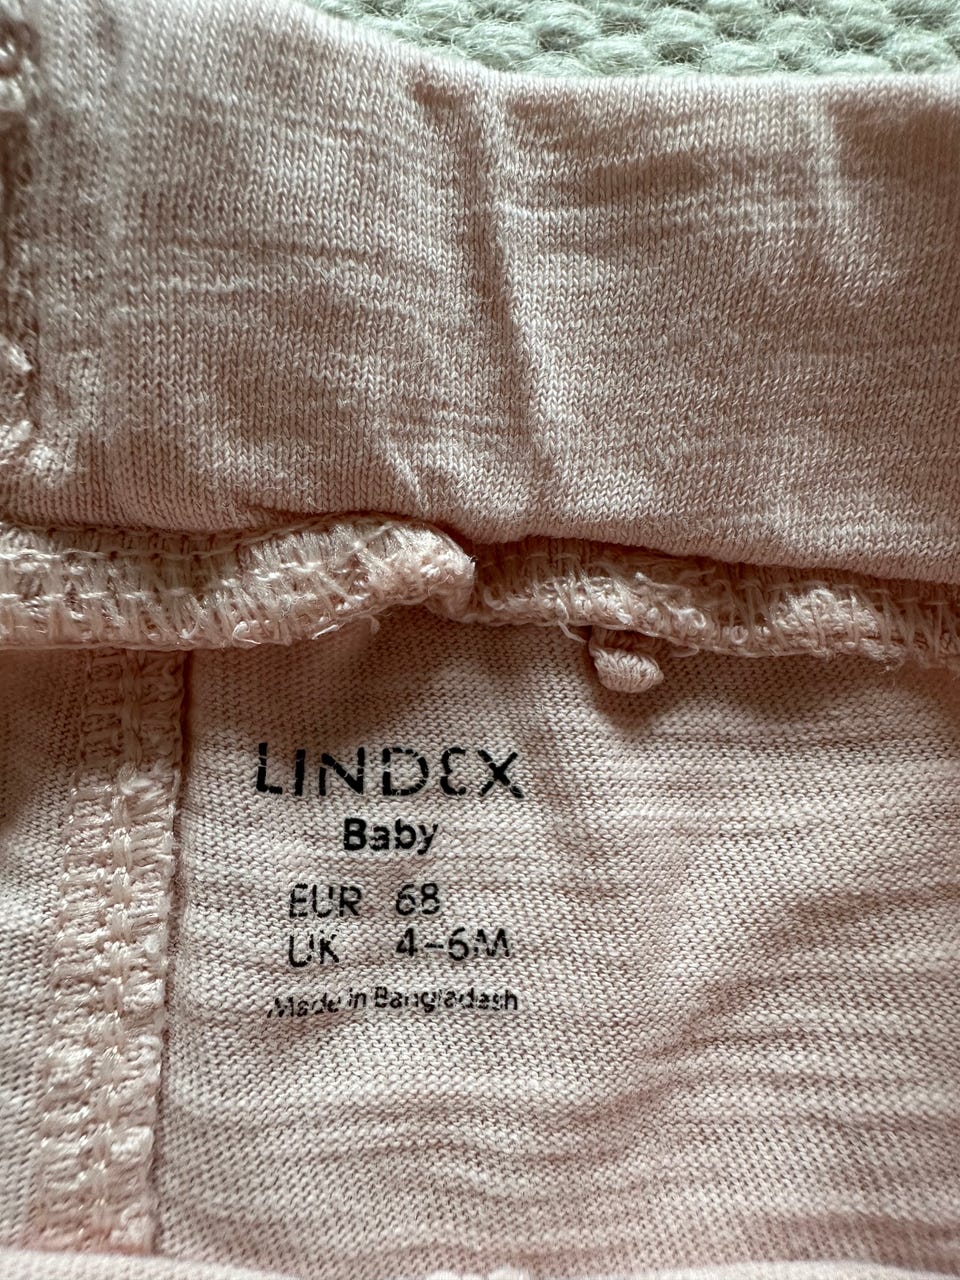 LINDEX
Baby
EUR 68
UK 4-6M
Made in Bangladesh